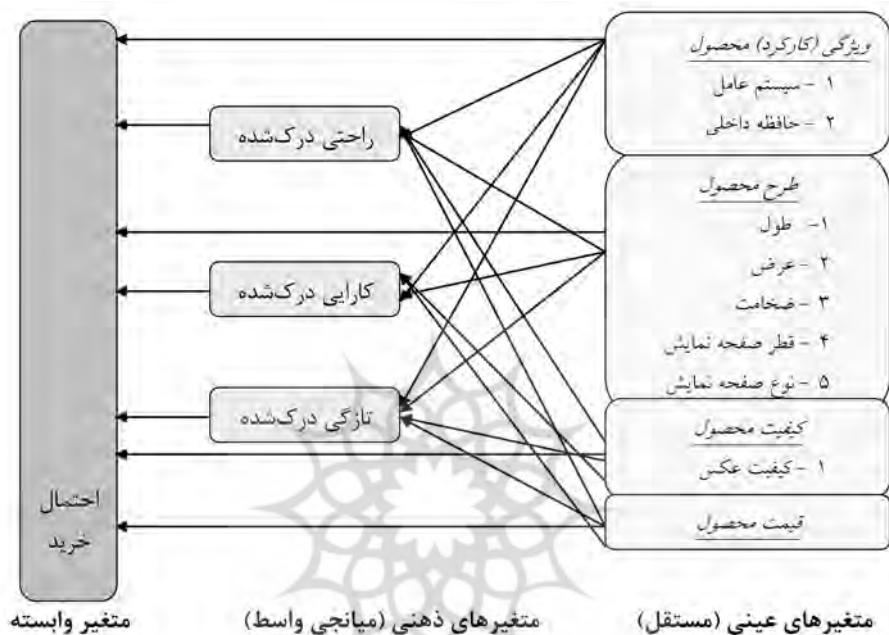 ویژگی (کارکرد) محصول
۱ - سیستم عامل
۲ - حافظه داخلی
طرح محصول
۱- طول
۲ - عرض
۳ - ضخامت
۴ - قطر صفحه نمایش
۵ - نوع صفحه نمایش
کیفیت محصول
۱ - کیفیت عکس
قیمت محصول
راحتی درک‌شده
کارایی درک‌شده
تازگی درک‌شده
احتمال
خرید
متغیرهای عینی (مستقل)
متغیرهای ذهنی (میانجی واسط)
متغیر وابسته